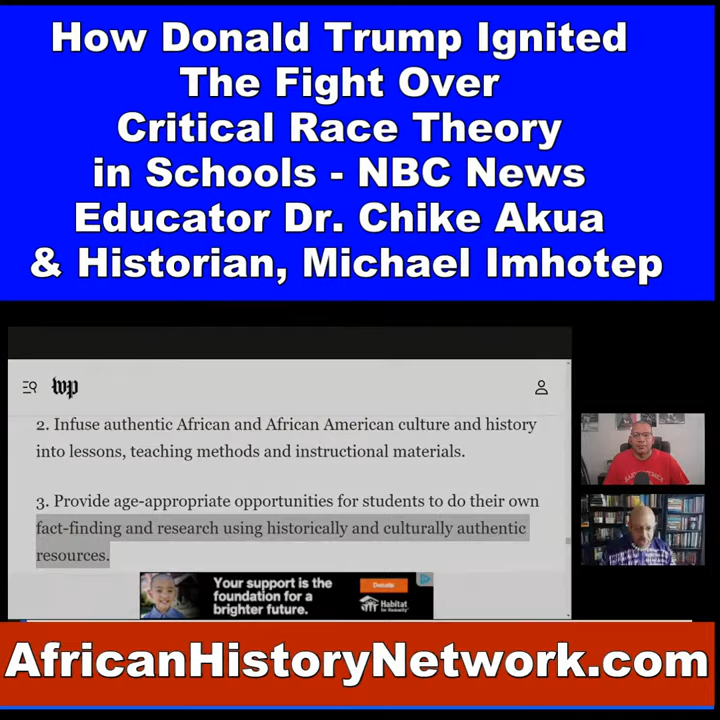 How Donald Trump Ignited
The Fight Over
Critical Race Theory
in Schools - NBC News
Educator Dr. Chike Akua
& Historian, Michael Imhotep
wp
2. Infuse authentic African and African American culture and history
into lessons, teaching methods and instructional materials.
3. Provide age-appropriate opportunities for students to do their own
fact-finding and research using historically and culturally authentic
resources.
Your support is the
foundation for a
brighter future.
Donate
Habitat
for Humanity
AfricanHistoryNetwork.com